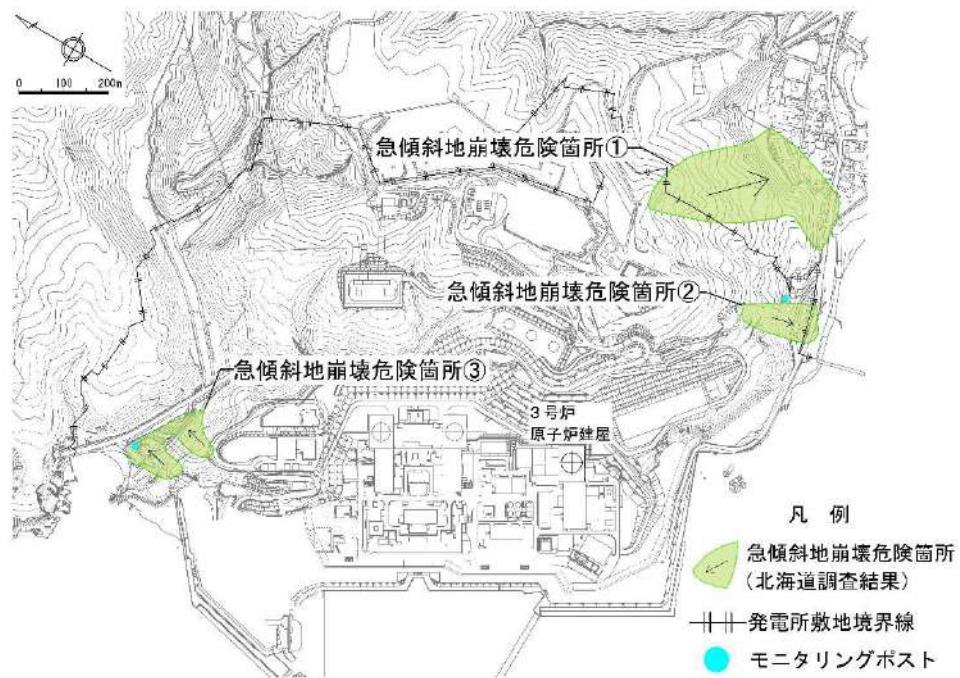 0 100 200m
急傾斜地崩壊危険箇所①
急傾斜地崩壊危険箇所②
急傾斜地崩壊危険箇所③
3号炉
原子炉建屋
凡 例
急傾斜地崩壊危険箇所
(北海道調査結果)
発電所敷地境界線
モニタリングポスト